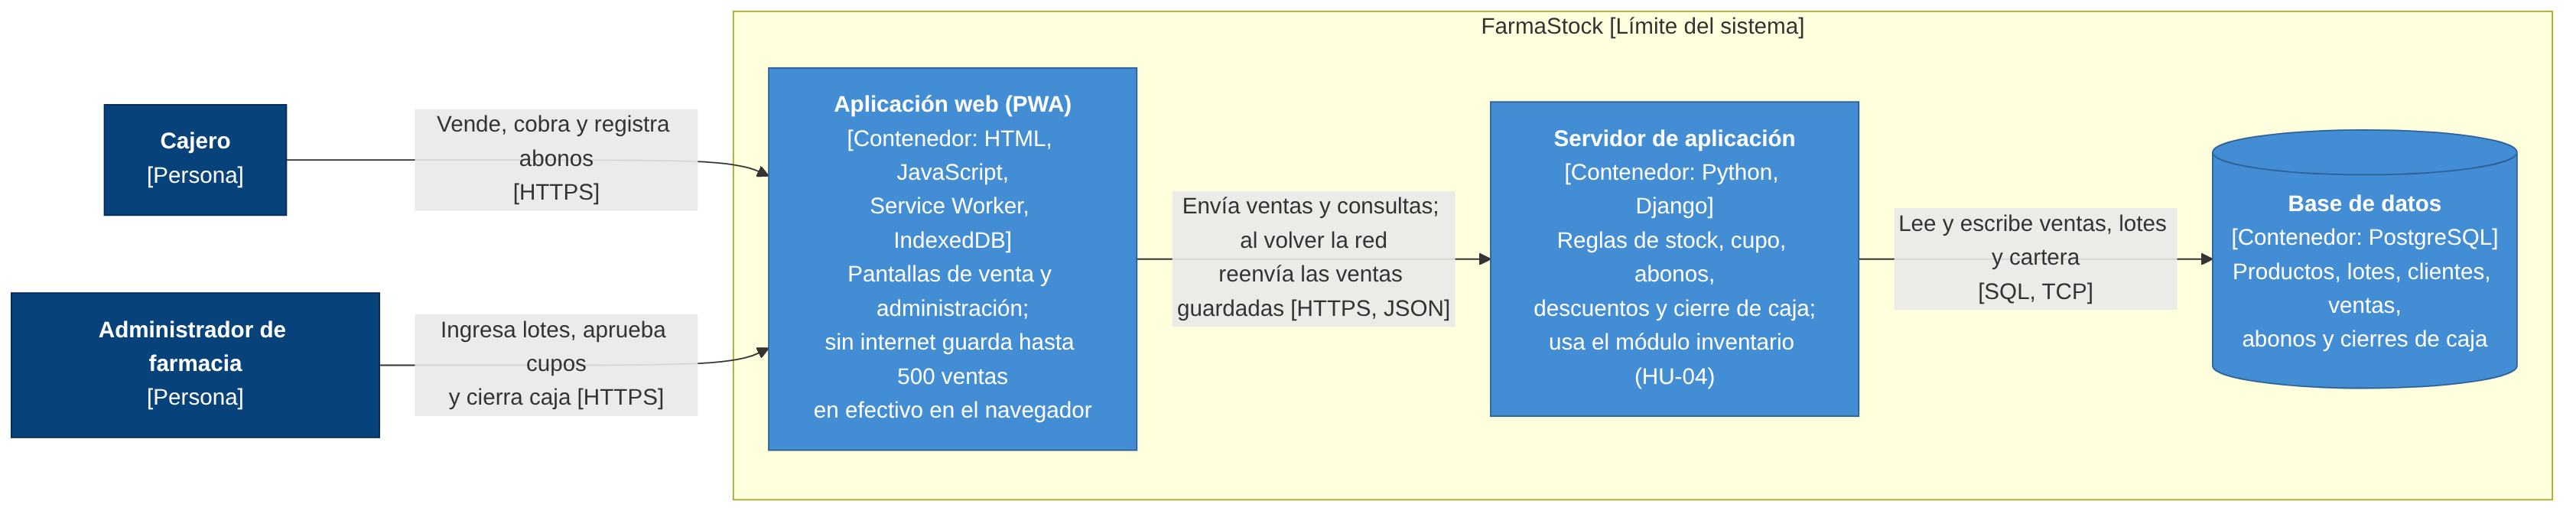 FarmaStock [Límite del sistema]
Cajero
[Persona]
Vende, cobra y registra
abonos
[HTTPS]
Administrador de
farmacia
[Persona]
Ingresa lotes, aprueba
cupos
y cierra caja [HTTPS]
Aplicación web (PWA)
[Contenedor: HTML,
JavaScript,
Service Worker,
IndexedDB]
Pantallas de venta y
administración;
sin internet guarda hasta
500 ventas
en efectivo en el navegador
Envía ventas y consultas;
al volver la red
reenvía las ventas
guardadas [HTTPS, JSON]
Servidor de aplicación
[Contenedor: Python,
Django]
Reglas de stock, cupo,
abonos,
descuentos y cierre de caja;
usa el módulo inventario
(HU-04)
Lee y escribe ventas, lotes
y cartera
[SQL, TCP]
Base de datos
[Contenedor: PostgreSQL]
Productos, lotes, clientes,
ventas,
abonos y cierres de caja